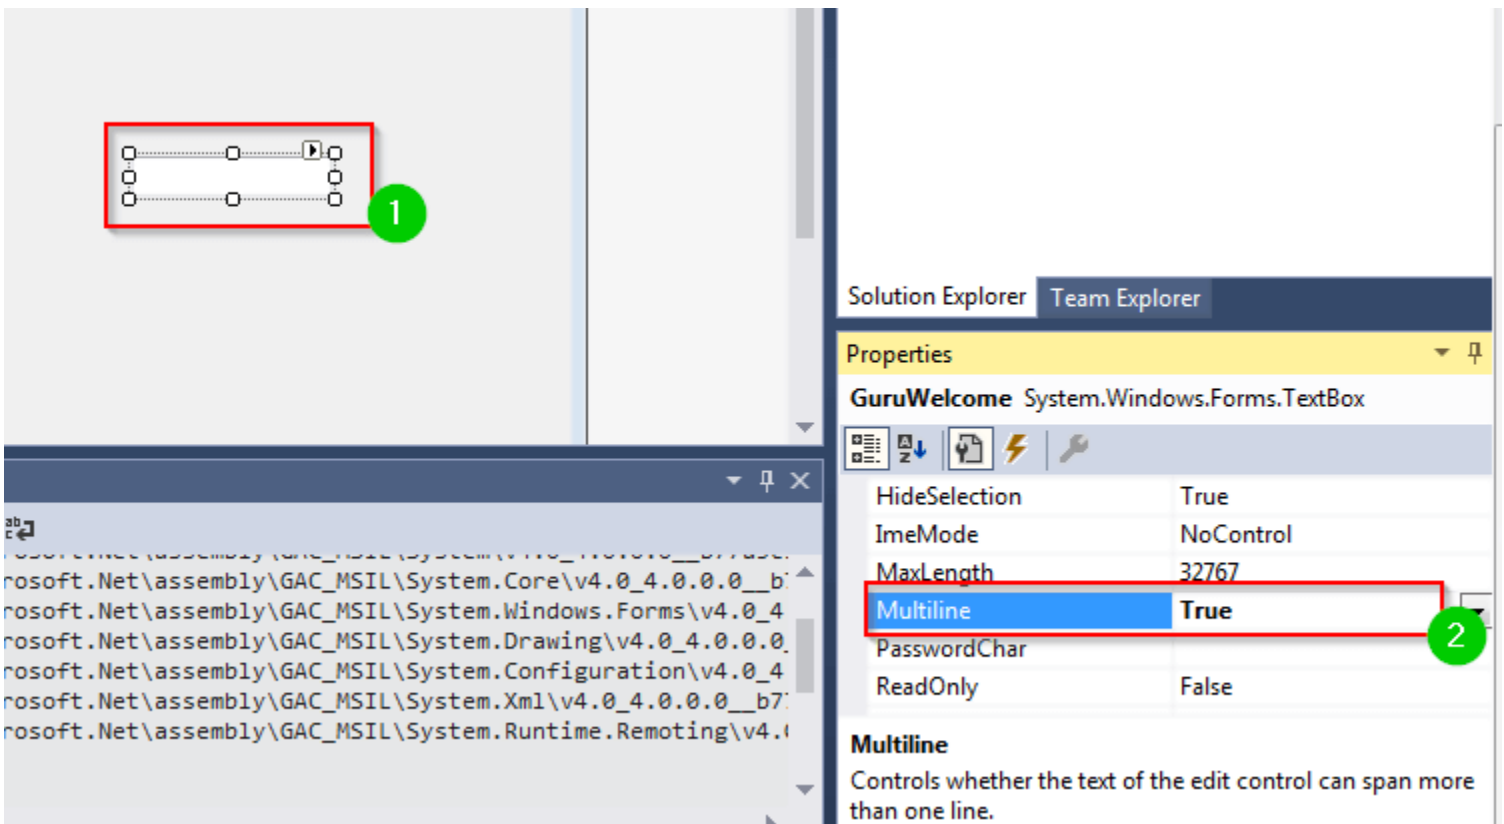 1
Solution Explorer Team Explorer
Properties
GuruWelcome System.Windows.Forms.TextBox
HideSelection True
ImeMode NoControl
MaxLength 32767
Multiline True
2
PasswordChar
ReadOnly False
Multiline
Controls whether the text of the edit control can span more
than one line.
rosoft.Net\assembly\GAC_MSIL\System.Core\v4.0_4.0.0.0__b
rosoft.Net\assembly\GAC_MSIL\System.Windows.Forms\v4.0_4
rosoft.Net\assembly\GAC_MSIL\System.Drawing\v4.0_4.0.0.0_
rosoft.Net\assembly\GAC_MSIL\System.Configuration\v4.0_4
rosoft.Net\assembly\GAC_MSIL\System.Xml\v4.0_4.0.0.0__b7
rosoft.Net\assembly\GAC_MSIL\System.Runtime.Remoting\v4.